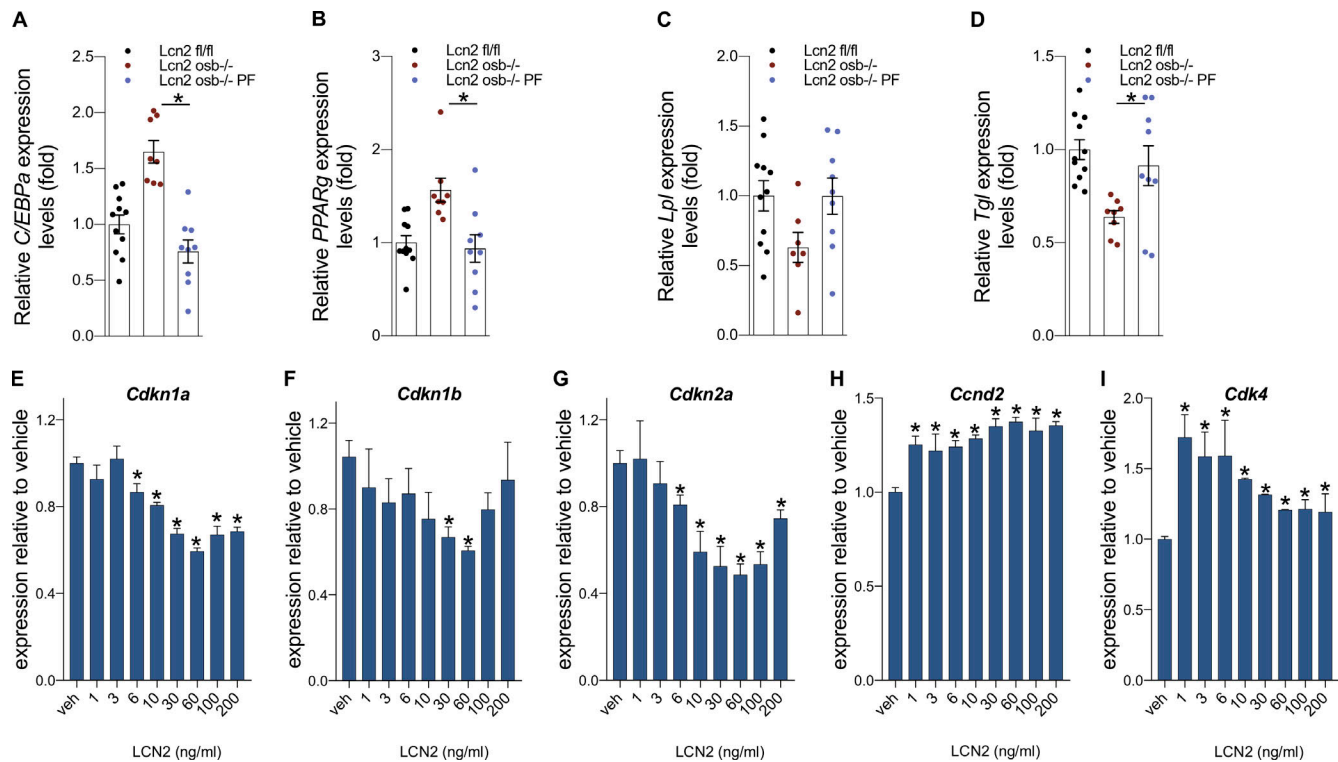 A
Lcn2 fl/fl
Lcn2 osb-/-
Lcn2 osb-/- PF
*
Relative C/EBPa expression
levels (fold)
2.5
2.0
1.5
1.0
0.5
0.0
B
Lcn2 fl/fl
Lcn2 osb-/-
Lcn2 osb-/- PF
*
Relative PPARg expression
levels (fold)
3
2
1
0
C
Lcn2 fl/fl
Lcn2 osb-/-
Lcn2 osb-/- PF
Relative Lpl expression
levels (fold)
2.0
1.5
1.0
0.5
0.0
D
Lcn2 fl/fl
Lcn2 osb-/-
Lcn2 osb-/- PF
*
Relative Tgl expression
levels (fold)
1.5
1.0
0.5
0.0
E
Cdkn1a
expression relative to vehicle
1.2
0.8
0.4
0.0
* * * * * *
veh 1 3 6 10 30 60 100 200
LCN2 (ng/ml)
F
Cdkn1b
expression relative to vehicle
1.2
0.8
0.4
0.0
* *
veh 1 3 6 10 30 60 100 200
LCN2 (ng/ml)
G
Cdkn2a
expression relative to vehicle
1.2
0.8
0.4
0.0
* * * * * *
veh 1 3 6 10 30 60 100 200
LCN2 (ng/ml)
H
Ccnd2
expression relative to vehicle
1.5
1.0
0.5
0.0
* * * * * * * *
veh 1 3 6 10 30 60 100 200
LCN2 (ng/ml)
I
Cdk4
expression relative to vehicle
2.0
1.5
1.0
0.5
0.0
* * * * * * * *
veh 1 3 6 10 30 60 100 200
LCN2 (ng/ml)